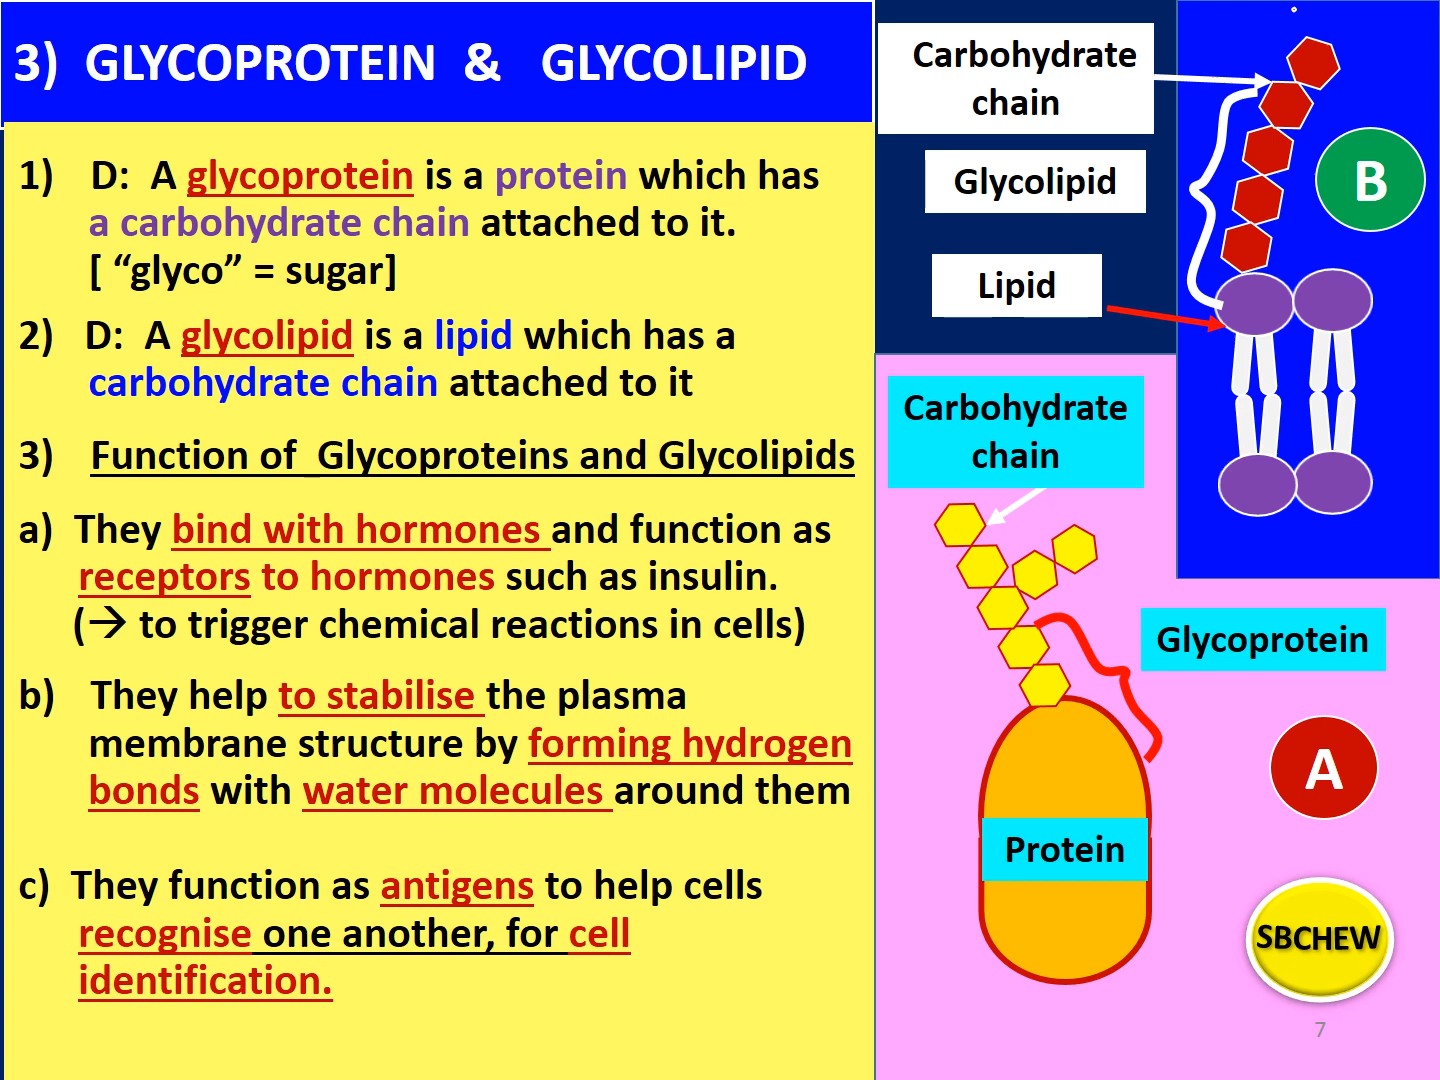 3) GLYCOPROTEIN & GLYCOLIPID
1) D: A glycoprotein is a protein which has
a carbohydrate chain attached to it.
[ “glyco” = sugar]
2) D: A glycolipid is a lipid which has a
carbohydrate chain attached to it
3) Function of Glycoproteins and Glycolipids
a) They bind with hormones and function as
receptors to hormones such as insulin.
(→ to trigger chemical reactions in cells)
b) They help to stabilise the plasma
membrane structure by forming hydrogen
bonds with water molecules around them
c) They function as antigens to help cells
recognise one another, for cell
identification.
Carbohydrate
chain
Glycolipid
Lipid
B
Carbohydrate
chain
Glycoprotein
A
Protein
SBCHEW
7